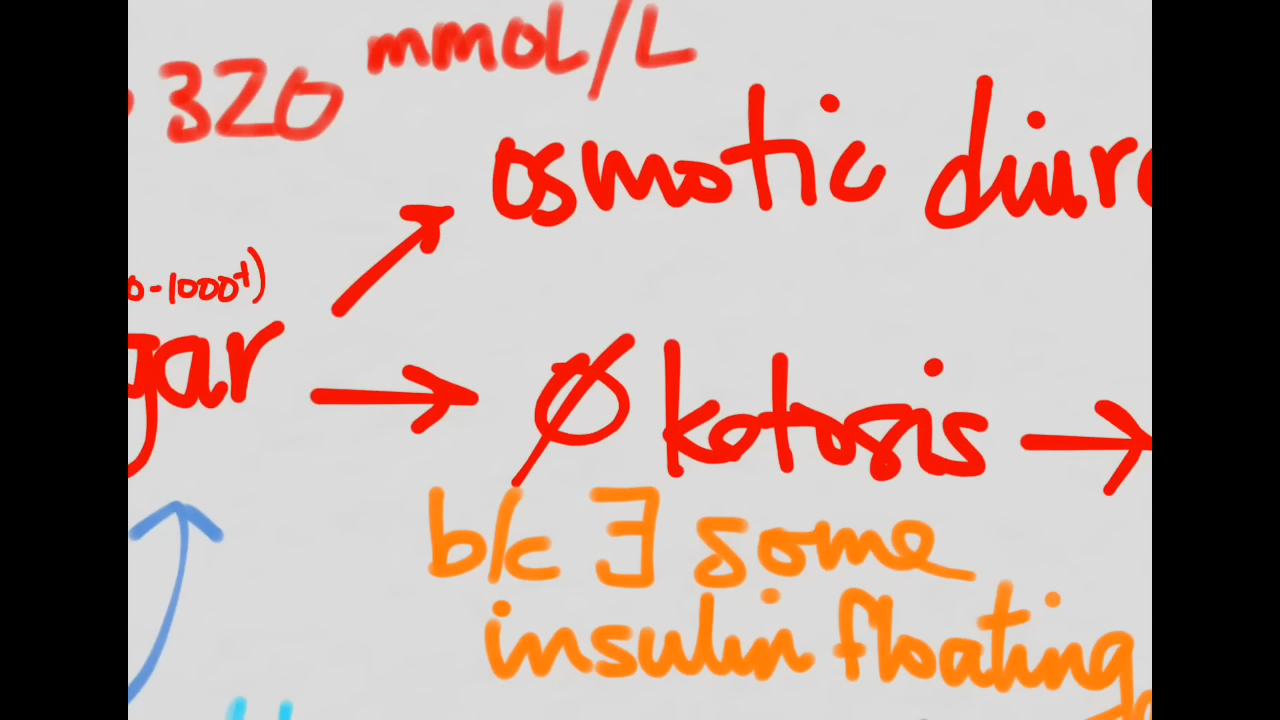 320 mmol/L
osmotic diure
0-1000+)
gar → Ø ketosis →
b/c ∃ some
insulin floating